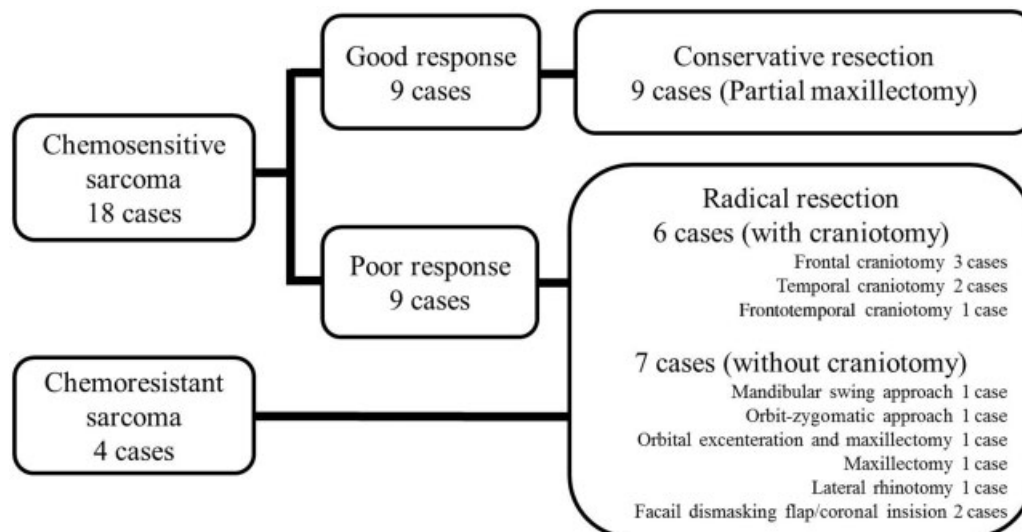 Good response
9 cases
Conservative resection
9 cases (Partial maxillectomy)
Chemosensitive
sarcoma
18 cases
Poor response
9 cases
Radical resection
6 cases (with craniotomy)
Frontal craniotomy 3 cases
Temporal craniotomy 2 cases
Frontotemporal craniotomy 1 case
7 cases (without craniotomy)
Mandibular swing approach 1 case
Orbit-zygomatic approach 1 case
Orbital excenteration and maxillectomy 1 case
Maxillectomy 1 case
Lateral rhinotomy 1 case
Facail dismasking flap/coronal insision 2 cases
Chemoresistant
sarcoma
4 cases